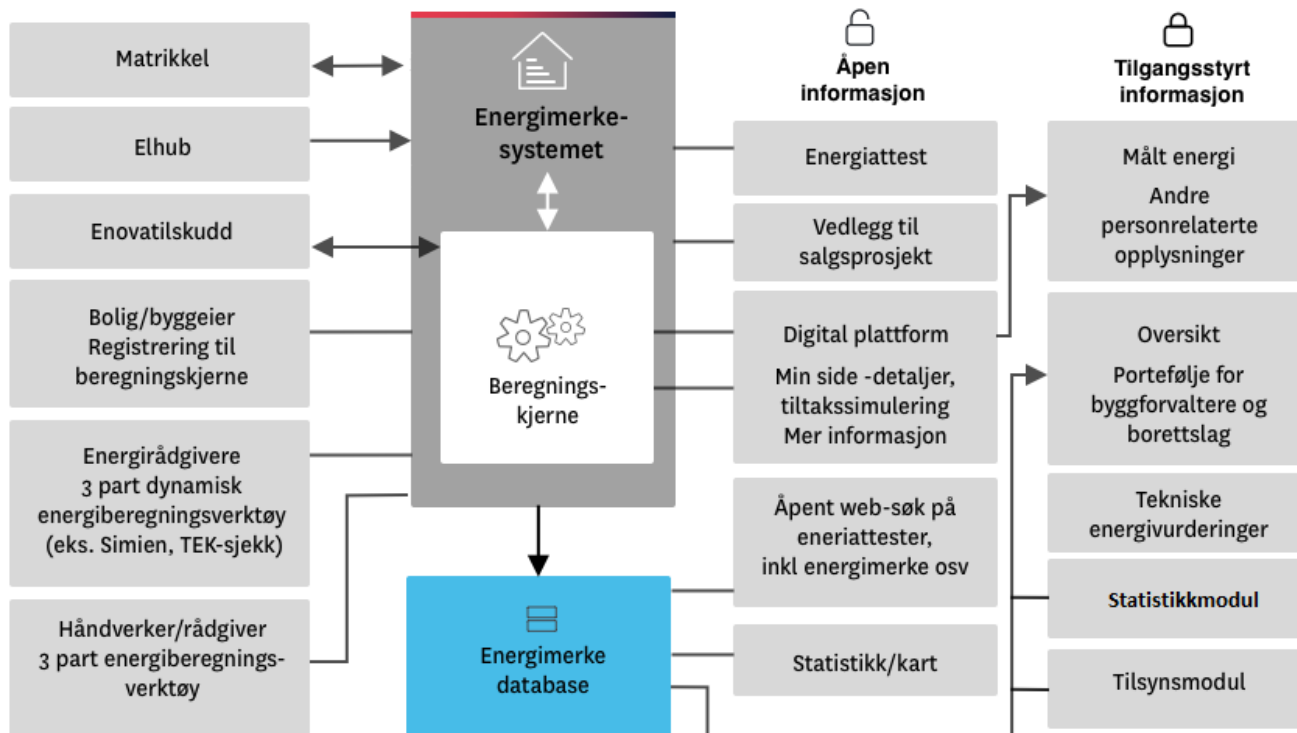 Matrikkel
Elhub
Enovatilskudd
Bolig/byggeier
Registrering til
beregningskjerne
Energirådgivere
3 part dynamisk
energiberegningsverktøy
(eks. Simien, TEK-sjekk)
Håndverker/rådgiver
3 part energiberegnings-
verktøy
Energimerke-
systemet
Beregnings-
kjerne
Energimerke
database
Åpen
informasjon
Energiattest
Vedlegg til
salgsprosjekt
Digital plattform
Min side -detaljer,
tiltakssimulering
Mer informasjon
Åpent web-søk på
eneriattester,
inkl energimerke osv
Statistikk/kart
Tilgangsstyrt
informasjon
Målt energi
Andre
personrelaterte
opplysninger
Oversikt
Portefølje for
byggforvaltere og
borettslag
Tekniske
energivurderinger
Statistikkmodul
Tilsynsmodul